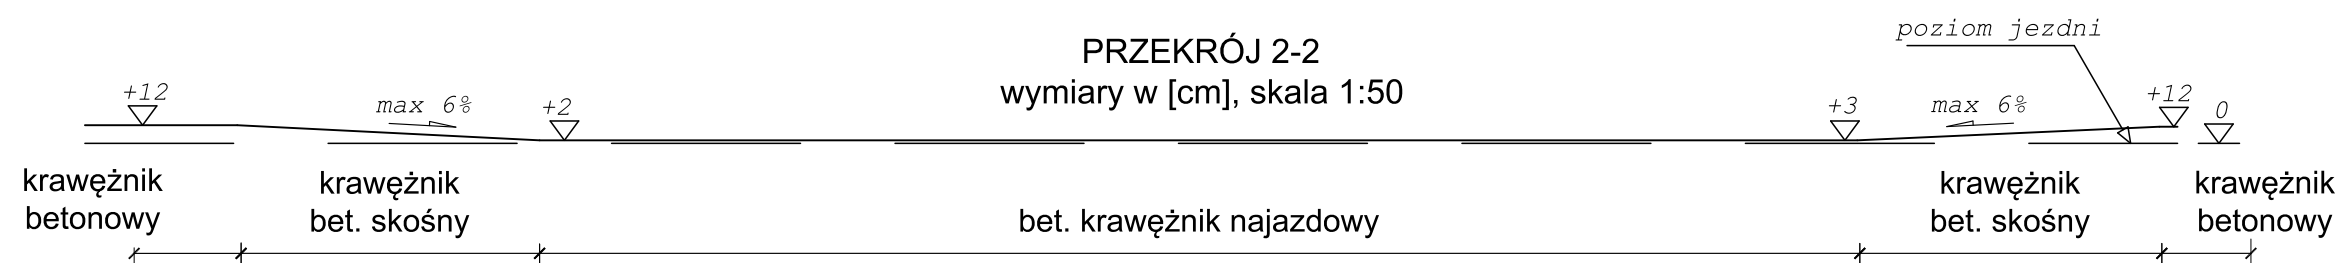 poziom jezdni
PRZEKRÓJ 2-2
wymiary w [cm], skala 1:50
+12
max 6%
+2
+3
max 6%
+12
0
krawężnik
betonowy
krawężnik
bet. skośny
bet. krawężnik najazdowy
krawężnik
bet. skośny
krawężnik
betonowy